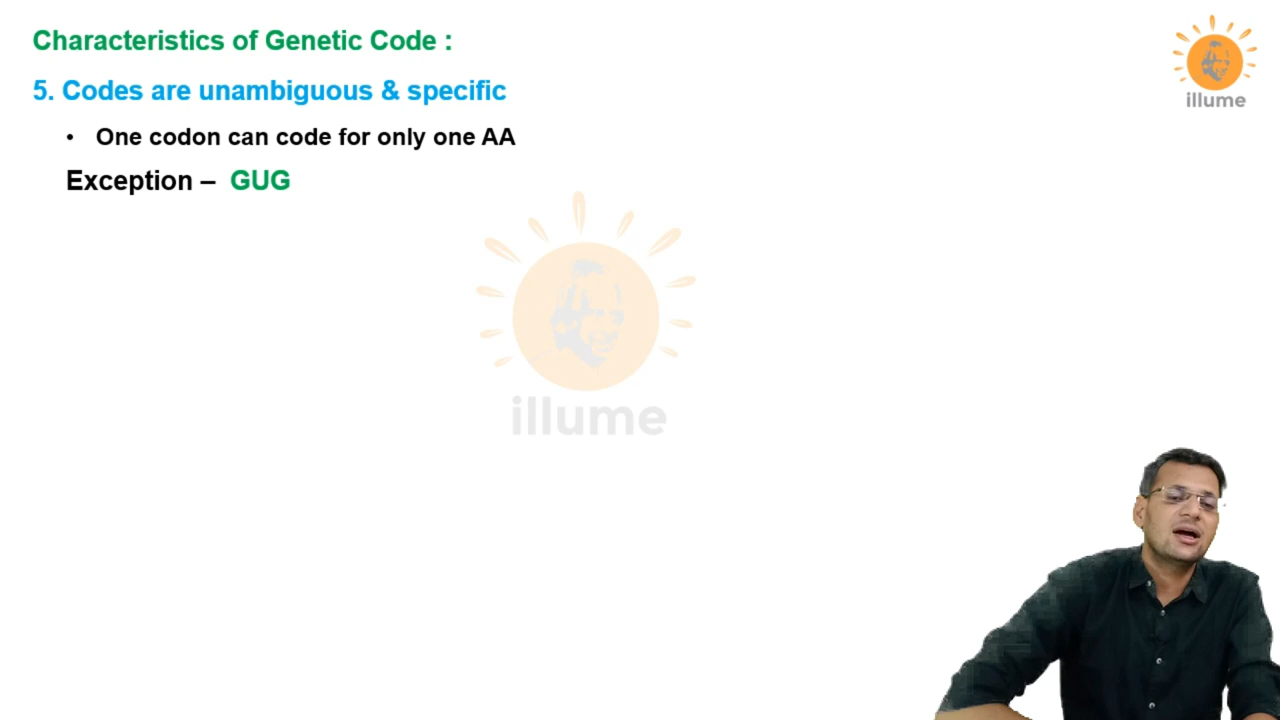 Characteristics of Genetic Code :
5. Codes are unambiguous & specific
• One codon can code for only one AA
Exception – GUG
illume
illume